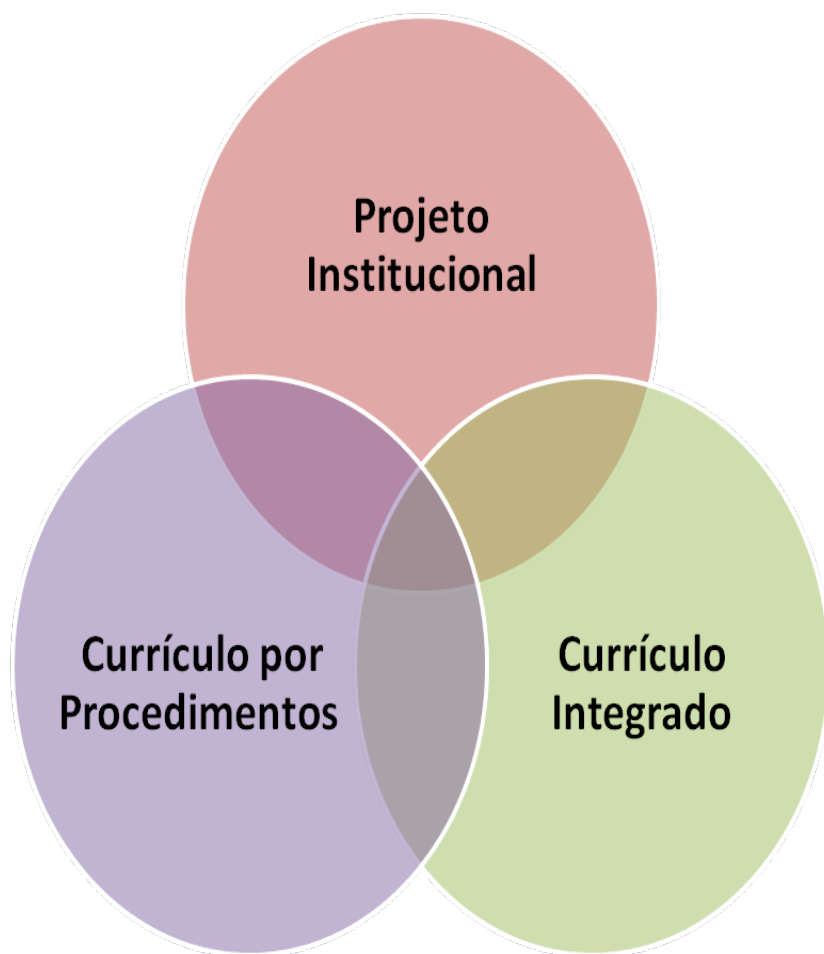 Projeto
Institucional
Currículo por
Procedimentos
Currículo
Integrado